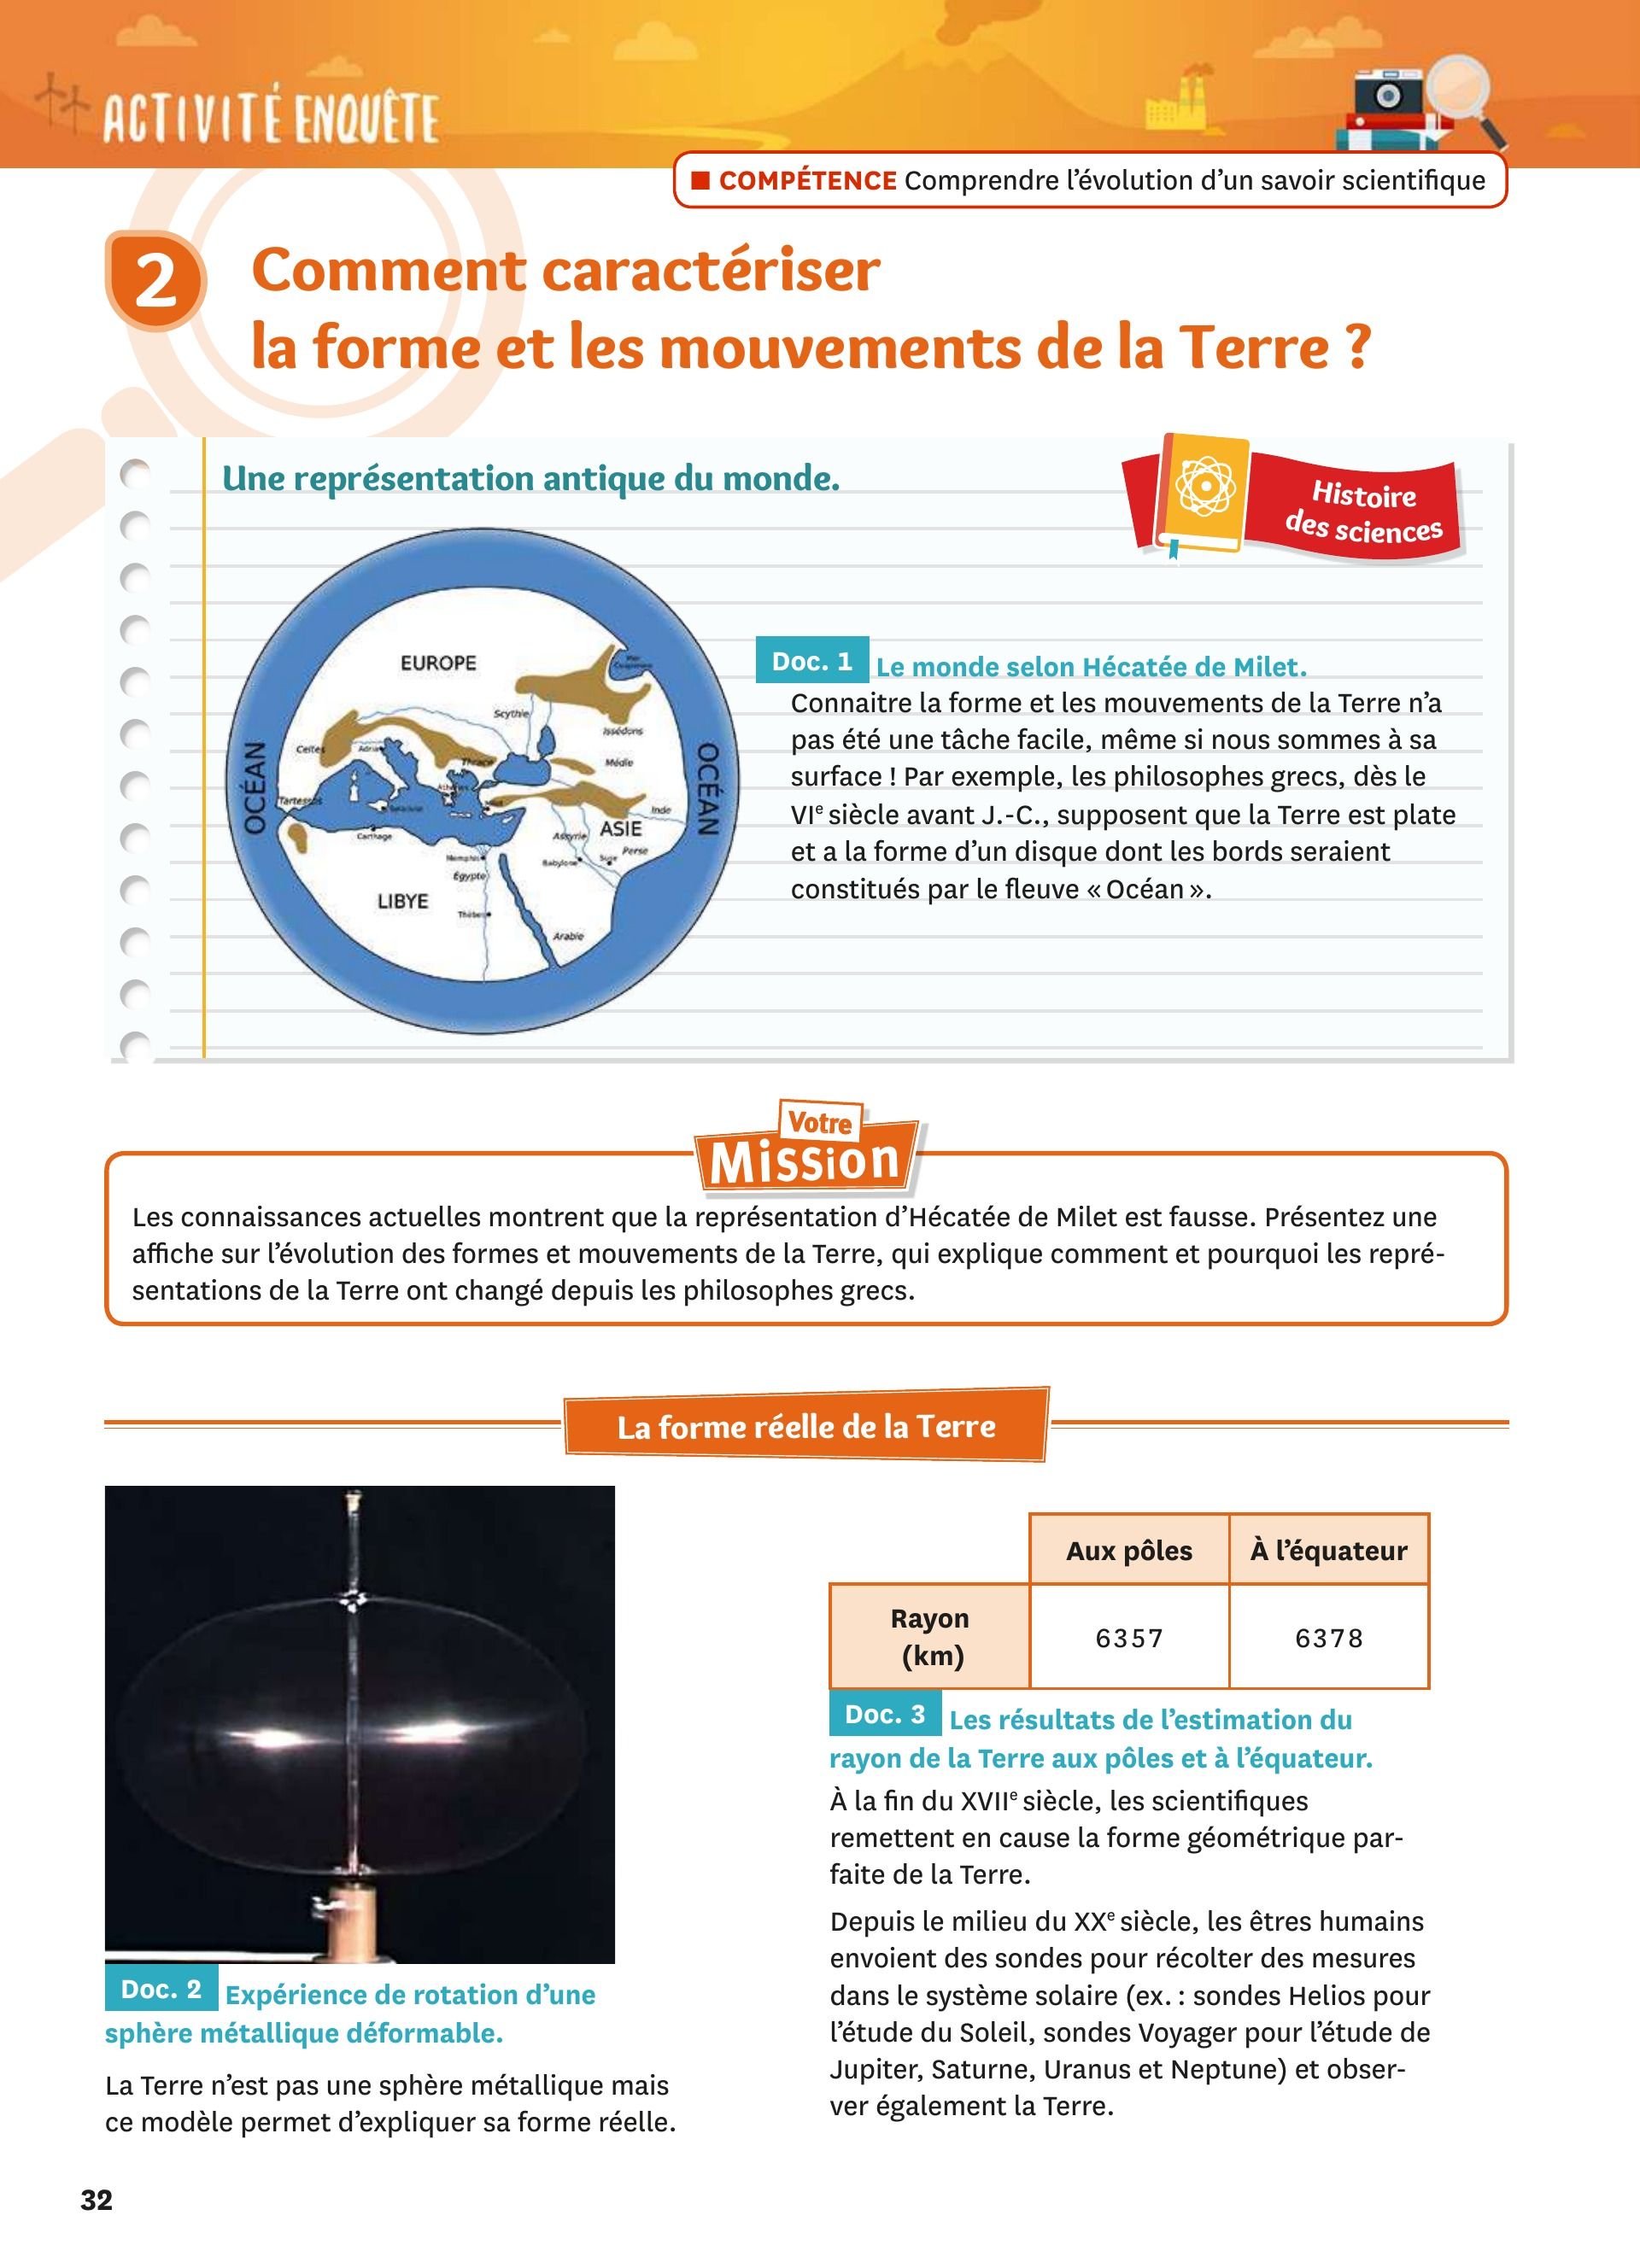 ACTIVITÉ ENQUÊTE
■ COMPÉTENCE Comprendre l'évolution d'un savoir scientifique
2
Comment caractériser
la forme et les mouvements de la Terre ?
Une représentation antique du monde.
Histoire
des sciences
EUROPE
Scythie
Issédons
Celtes
Médie
Thrace
Tartessos
Inde
OCÉAN
OCÉAN
ASIE
Carthage
Assyrie
Perse
Memphis
Babylone
Suse
Égypte
LIBYE
Thèbes
Arabie
Doc. 1 Le monde selon Hécatée de Milet.
Connaitre la forme et les mouvements de la Terre n'a
pas été une tâche facile, même si nous sommes à sa
surface ! Par exemple, les philosophes grecs, dès le
VIe siècle avant J.-C., supposent que la Terre est plate
et a la forme d'un disque dont les bords seraient
constitués par le fleuve « Océan ».
Votre
Mission
Les connaissances actuelles montrent que la représentation d'Hécatée de Milet est fausse. Présentez une
affiche sur l'évolution des formes et mouvements de la Terre, qui explique comment et pourquoi les repré-
sentations de la Terre ont changé depuis les philosophes grecs.
La forme réelle de la Terre
Doc. 2 Expérience de rotation d'une
sphère métallique déformable.
La Terre n'est pas une sphère métallique mais
ce modèle permet d'expliquer sa forme réelle.
Aux pôles À l'équateur
Rayon
(km)
6357 6378
Doc. 3 Les résultats de l'estimation du
rayon de la Terre aux pôles et à l'équateur.
À la fin du XVIIe siècle, les scientifiques
remettent en cause la forme géométrique par-
faite de la Terre.
Depuis le milieu du XXe siècle, les êtres humains
envoient des sondes pour récolter des mesures
dans le système solaire (ex. : sondes Helios pour
l'étude du Soleil, sondes Voyager pour l'étude de
Jupiter, Saturne, Uranus et Neptune) et obser-
ver également la Terre.
32